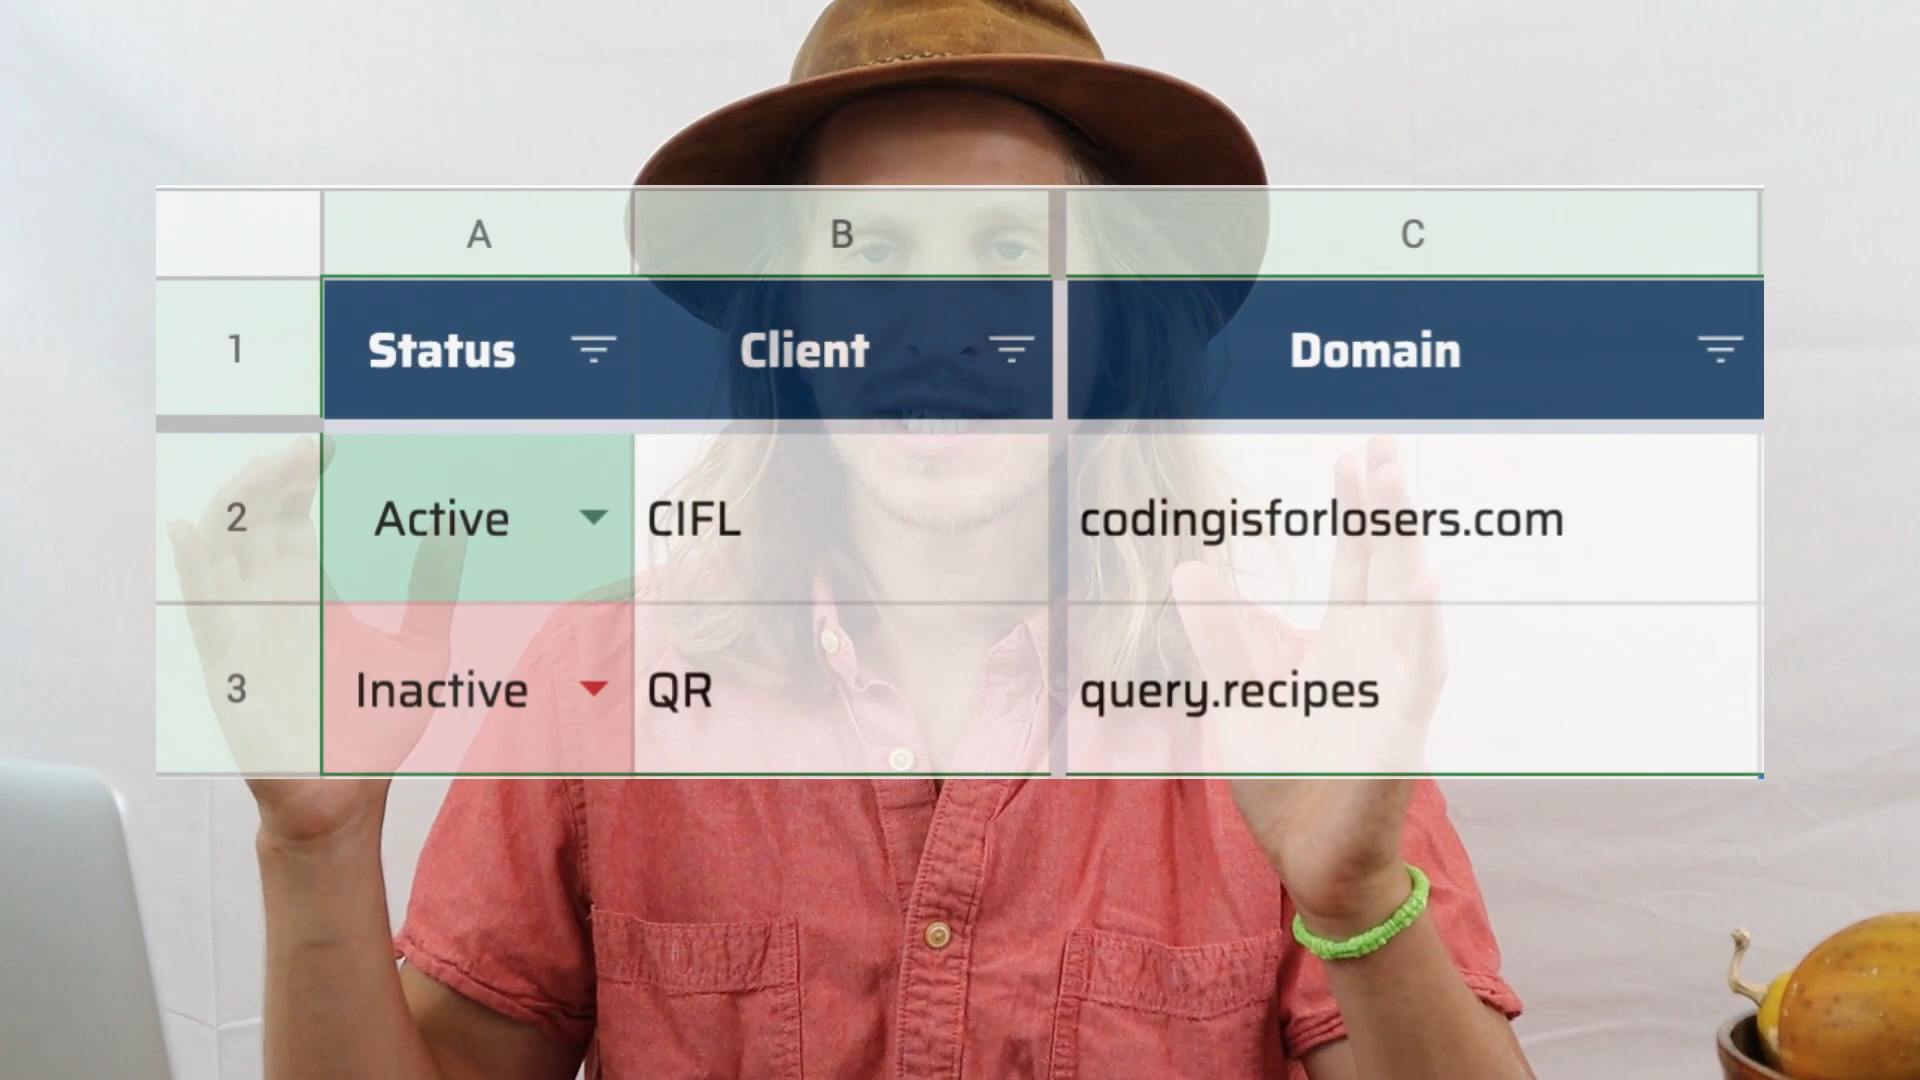 A B C
1 Status Client Domain
2 Active CIFL codingisforlosers.com
3 Inactive QR query.recipes